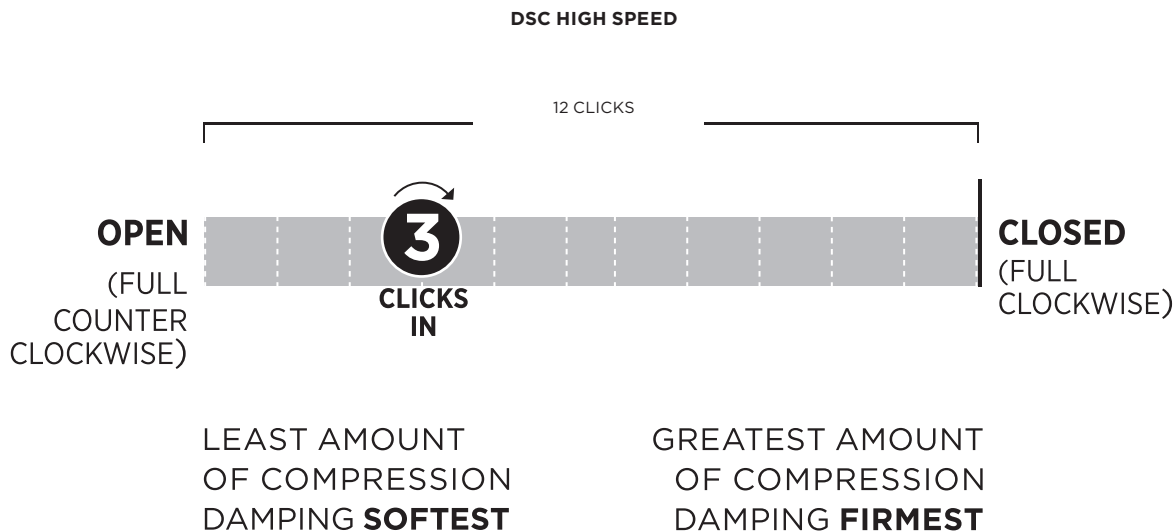 DSC HIGH SPEED
12 CLICKS
OPEN
(FULL
COUNTER
CLOCKWISE)
3
CLICKS
IN
CLOSED
(FULL
CLOCKWISE)
LEAST AMOUNT
OF COMPRESSION
DAMPING SOFTEST
GREATEST AMOUNT
OF COMPRESSION
DAMPING FIRMEST